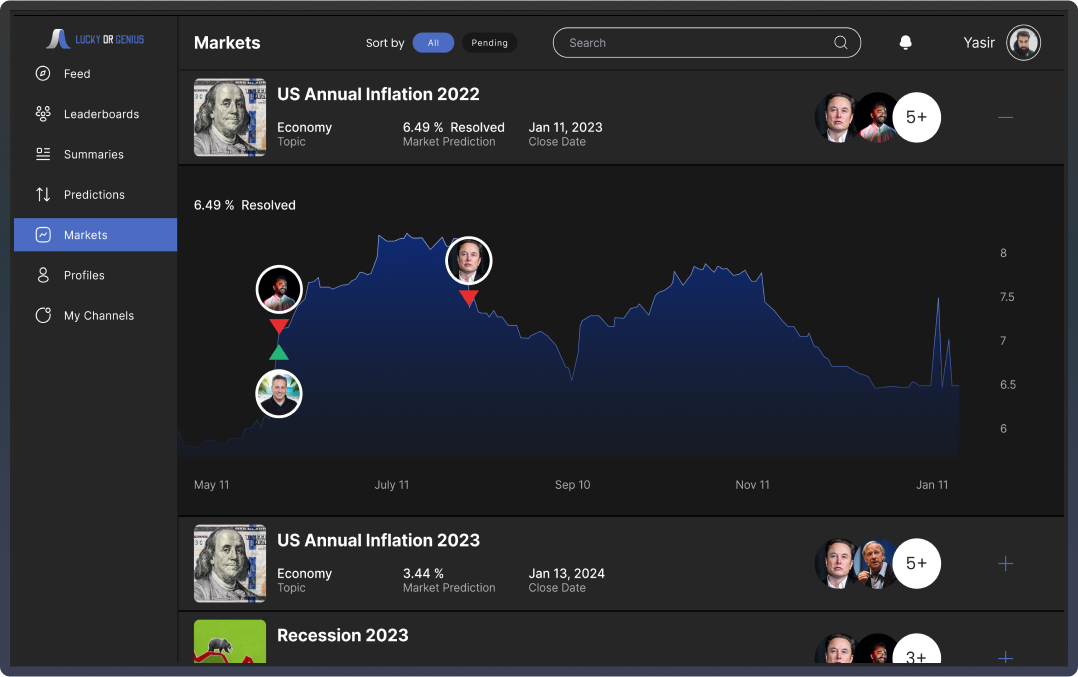 LUCKY OR GENIUS
Feed
Leaderboards
Summaries
Predictions
Markets
Profiles
My Channels
Markets
Sort by All Pending
Search
Yasir
US Annual Inflation 2022
Economy 6.49 % Resolved Jan 11, 2023
Topic Market Prediction Close Date
5+
6.49 % Resolved
8
7.5
7
6.5
6
May 11 July 11 Sep 10 Nov 11 Jan 11
US Annual Inflation 2023
Economy 3.44 % Jan 13, 2024
Topic Market Prediction Close Date
5+
Recession 2023
3+